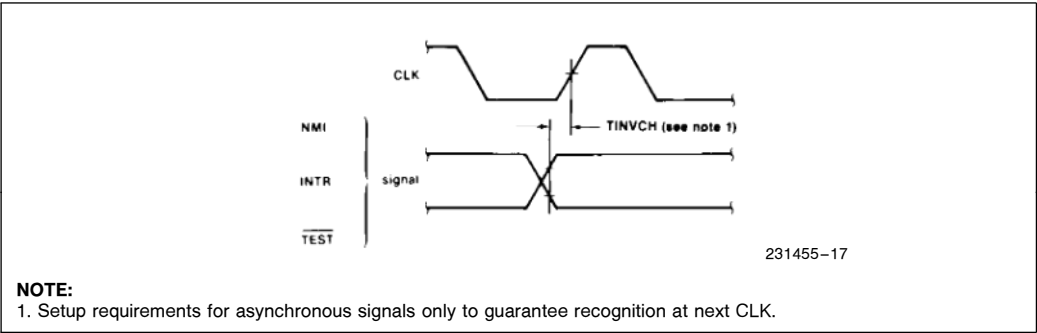 CLK
NMI
TINVCH (see note 1)
INTR
signal
TEST
231455–17
NOTE:
1. Setup requirements for asynchronous signals only to guarantee recognition at next CLK.